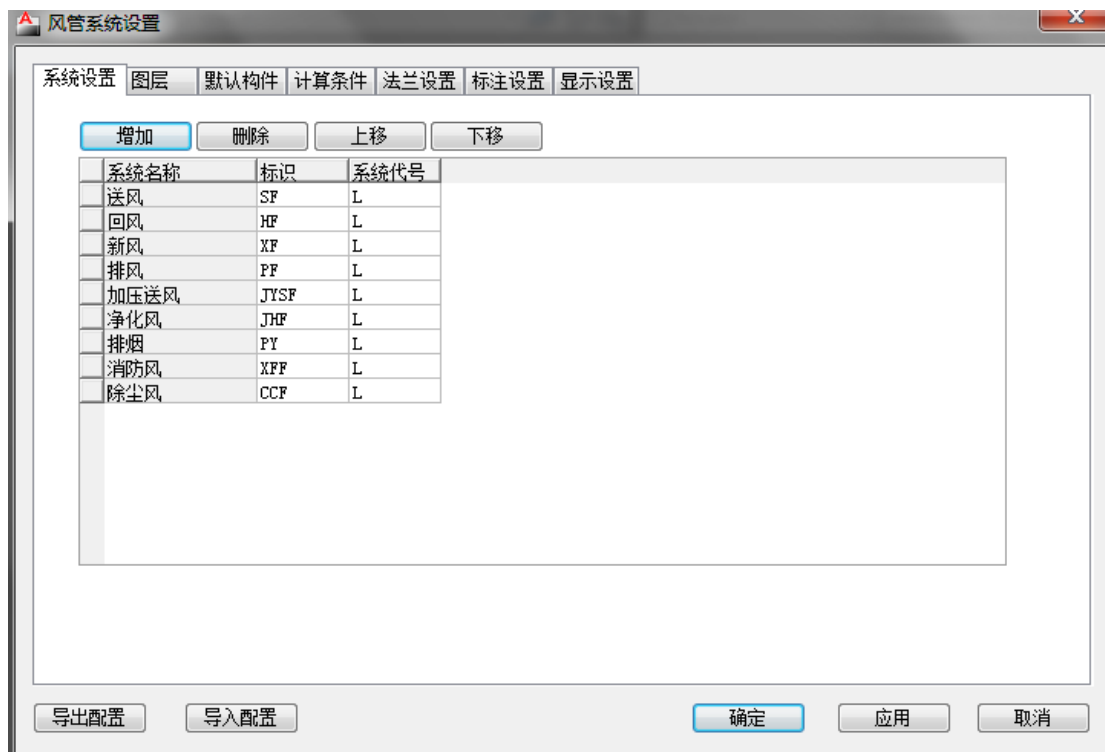 风管系统设置
系统设置 图层 默认构件 计算条件 法兰设置 标注设置 显示设置
增加 删除 上移 下移
系统名称 标识 系统代号
送风 SF L
回风 HF L
新风 XF L
排风 PF L
加压送风 JYSF L
净化风 JHF L
排烟 PY L
消防风 XFF L
除尘风 CCF L
导出配置 导入配置 确定 应用 取消